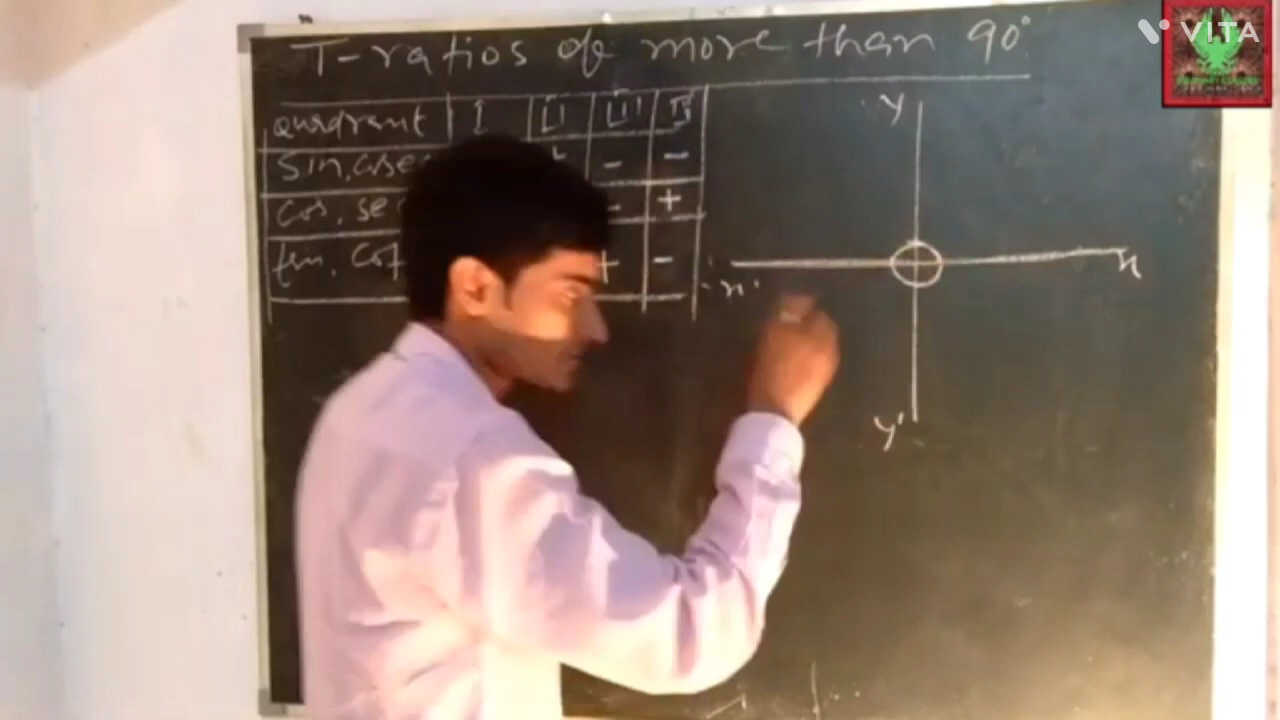 T-ratios of more than 90°
VITA
quadrant I II III IV
sin, cosec - -
cos, sec - +
tan, cot + -
y
x
x'
y'